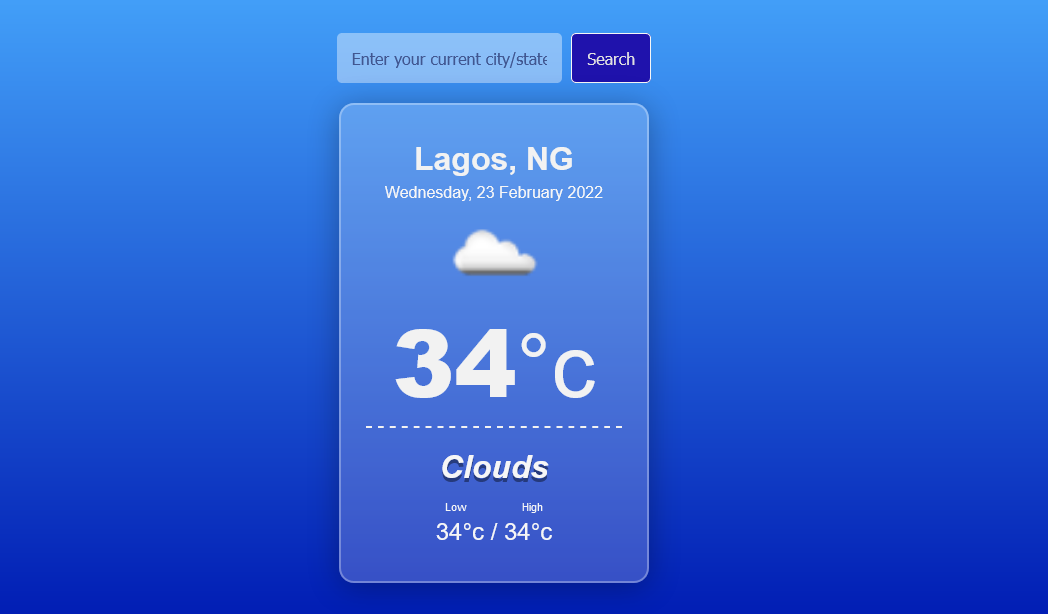 Enter your current city/state
Search
Lagos, NG
Wednesday, 23 February 2022
34°c
Clouds
Low High
34°c / 34°c